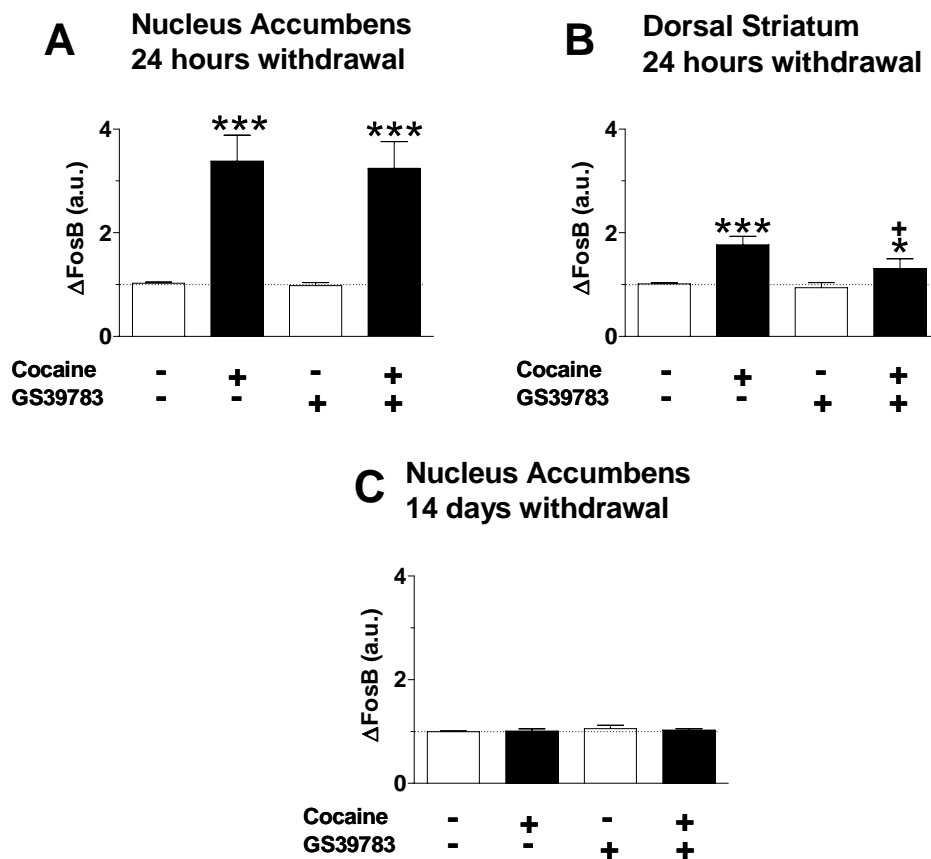 A
Nucleus Accumbens
24 hours withdrawal
ΔFosB (a.u.)
4
2
0
***
***
Cocaine - + - +
GS39783 - - + +
B
Dorsal Striatum
24 hours withdrawal
ΔFosB (a.u.)
4
2
0
***
+
*
Cocaine - + - +
GS39783 - - + +
C
Nucleus Accumbens
14 days withdrawal
ΔFosB (a.u.)
4
2
0
Cocaine - + - +
GS39783 - - + +